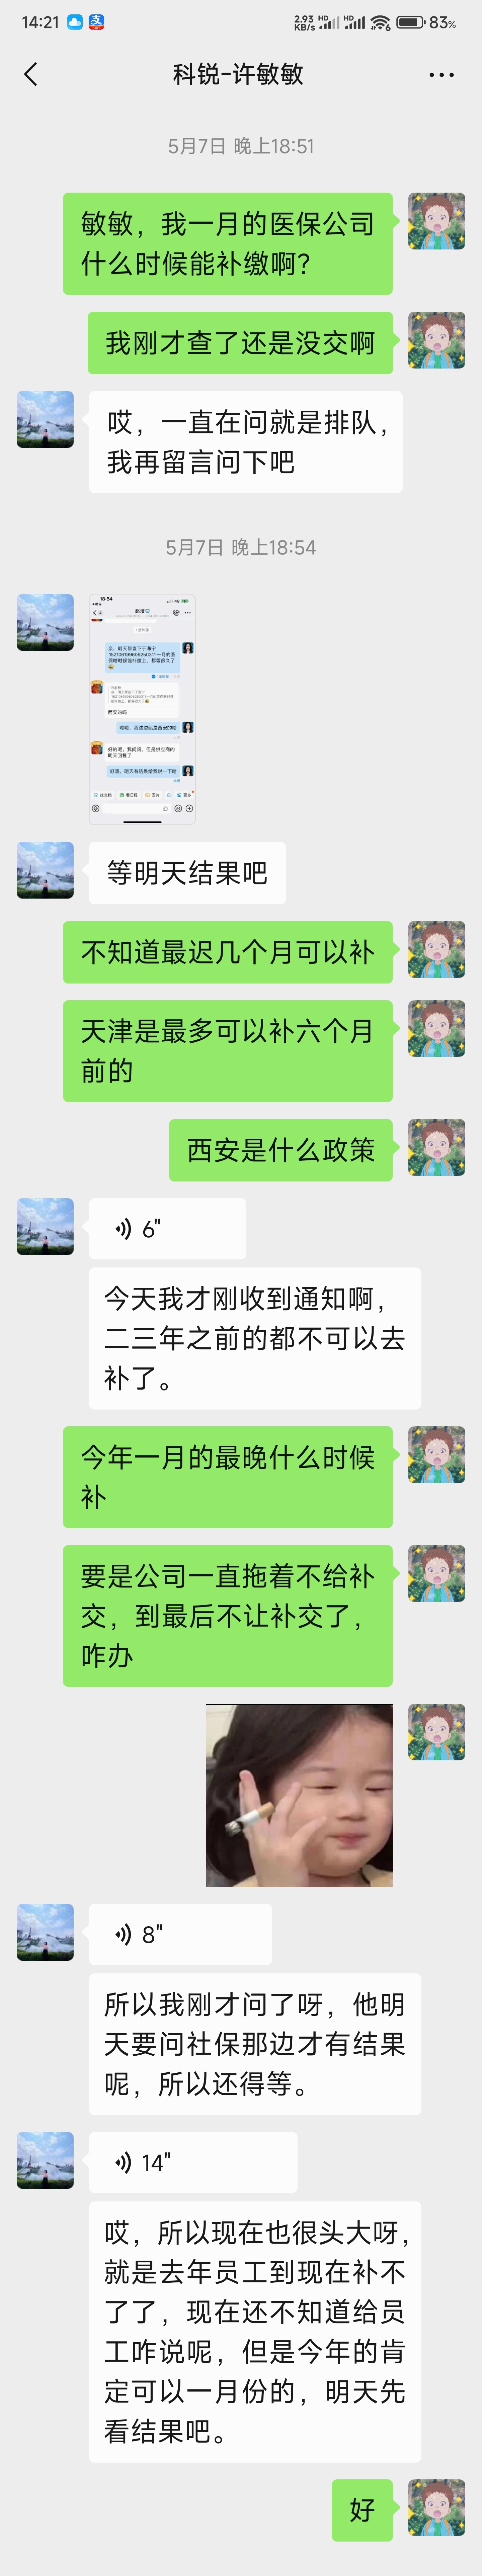 14:21
2.93
KB/s
HD
HD
6
83%
科锐-许敏敏
5月7日 晚上18:51
敏敏，我一月的医保公司
什么时候能补缴啊？
我刚才查了还是没交啊
哎，一直在问就是排队，
我再留言问下吧
5月7日 晚上18:54
18:54
等明天结果吧
不知道最迟几个月可以补
天津是最多可以补六个月
前的
西安是什么政策
6"
今天我才刚收到通知啊，
二三年之前的都不可以去
补了。
今年一月的最晚什么时候
补
要是公司一直拖着不给补
交，到最后不让补交了，
咋办
8"
所以我刚才问了呀，他明
天要问社保那边才有结果
呢，所以还得等。
14"
哎，所以现在也很头大呀，
就是去年员工到现在补不
了了，现在还不知道给员
工咋说呢，但是今年的肯
定可以一月份的，明天先
看结果吧。
好